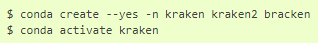 $ conda create --yes -n kraken kraken2 bracken
$ conda activate kraken